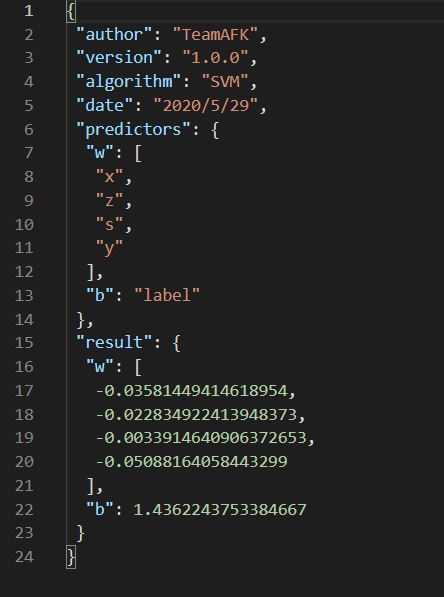 1 {
2 "author": "TeamAFK",
3 "version": "1.0.0",
4 "algorithm": "SVM",
5 "date": "2020/5/29",
6 "predictors": {
7 "w": [
8 "x",
9 "z",
10 "s",
11 "y"
12 ],
13 "b": "label"
14 },
15 "result": {
16 "w": [
17 -0.03581449414618954,
18 -0.022834922413948373,
19 -0.0033914640906372653,
20 -0.05088164058443299
21 ],
22 "b": 1.4362243753384667
23 }
24 }